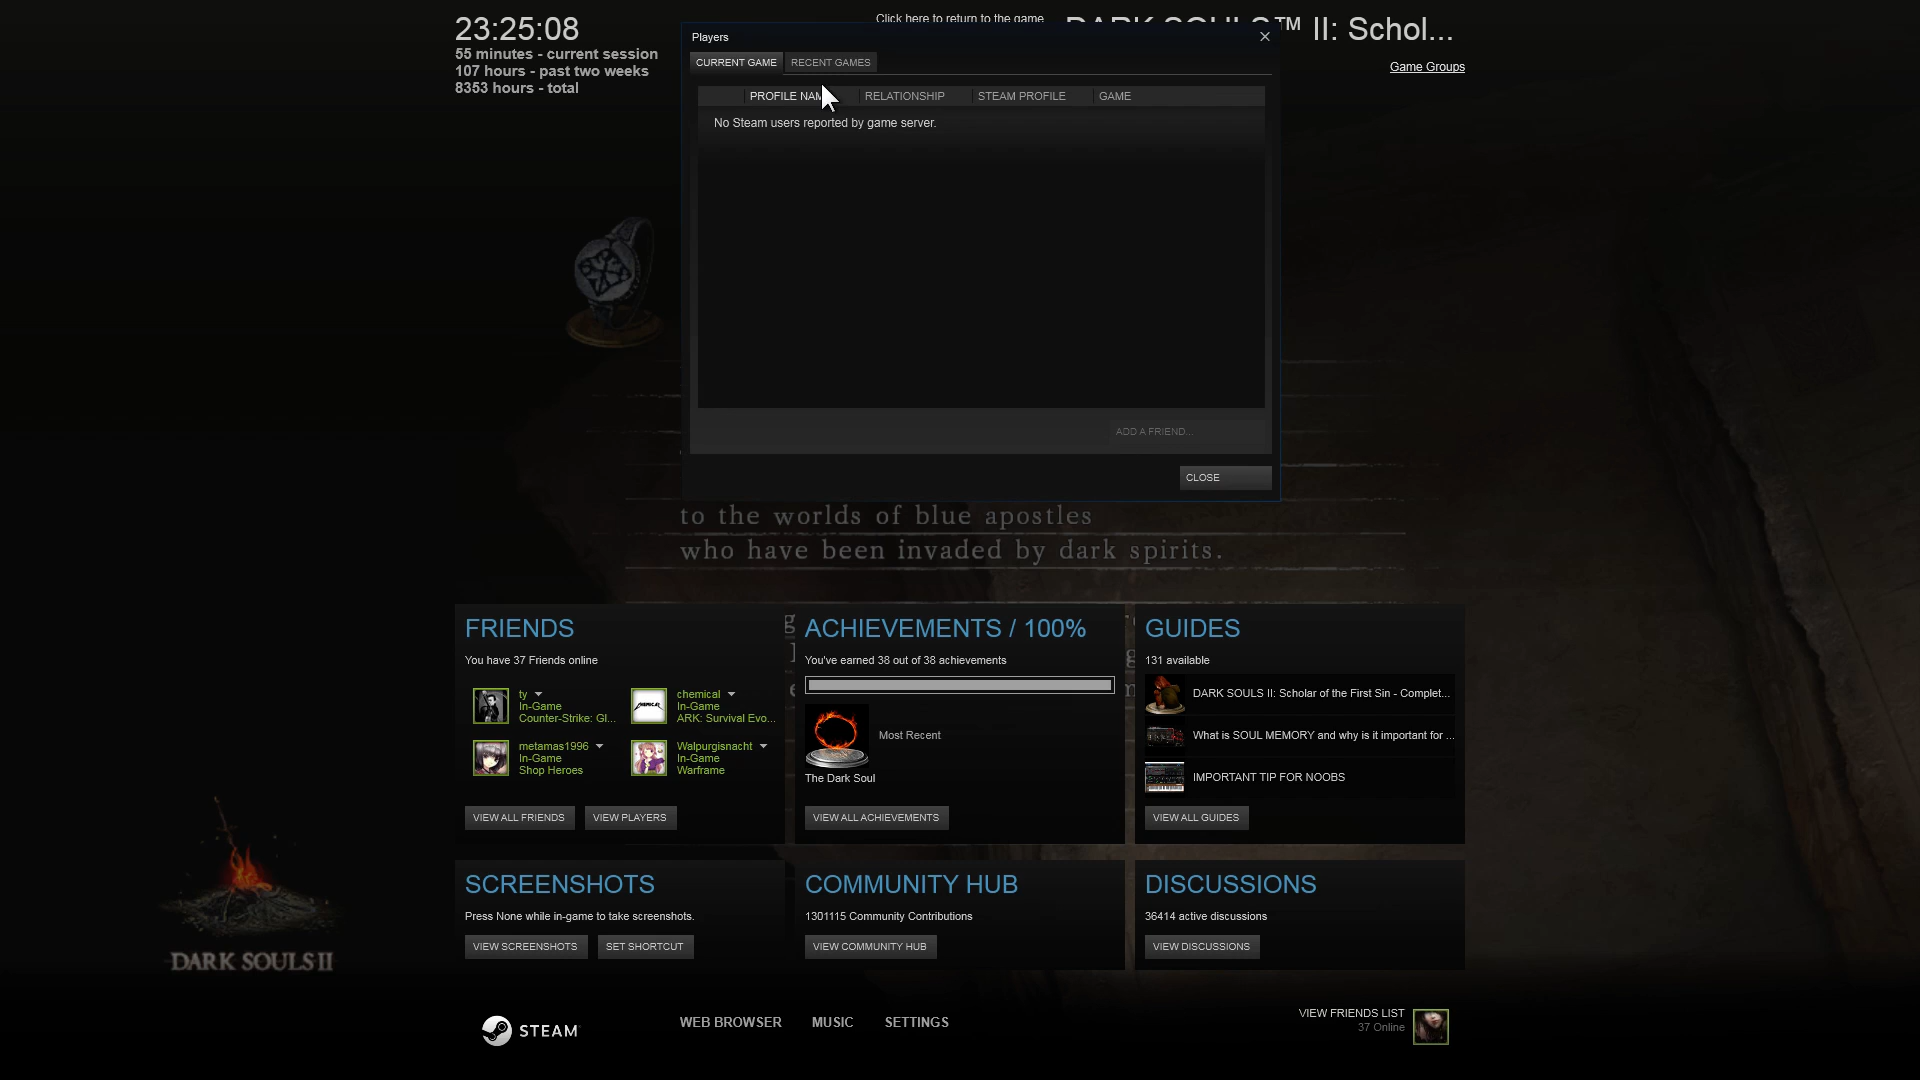 23:25:08
55 minutes - current session
107 hours - past two weeks
8353 hours - total
Click here to return to the game
DARK SOULS™ II: Schol...
Game Groups
Players
CURRENT GAME
RECENT GAMES
PROFILE NAM
RELATIONSHIP
STEAM PROFILE
GAME
No Steam users reported by game server.
ADD A FRIEND...
CLOSE
to the worlds of blue apostles
who have been invaded by dark spirits.
FRIENDS
You have 37 Friends online
ty
In-Game
Counter-Strike: Gl...
chemical
In-Game
ARK: Survival Evo...
metamas1996
In-Game
Shop Heroes
Walpurgisnacht
In-Game
Warframe
VIEW ALL FRIENDS
VIEW PLAYERS
ACHIEVEMENTS / 100%
You've earned 38 out of 38 achievements
Most Recent
The Dark Soul
VIEW ALL ACHIEVEMENTS
GUIDES
131 available
DARK SOULS II: Scholar of the First Sin - Complet...
What is SOUL MEMORY and why is it important for ...
IMPORTANT TIP FOR NOOBS
VIEW ALL GUIDES
SCREENSHOTS
Press None while in-game to take screenshots.
VIEW SCREENSHOTS
SET SHORTCUT
COMMUNITY HUB
1301115 Community Contributions
VIEW COMMUNITY HUB
DISCUSSIONS
36414 active discussions
VIEW DISCUSSIONS
DARK SOULS II
STEAM
WEB BROWSER
MUSIC
SETTINGS
VIEW FRIENDS LIST
37 Online